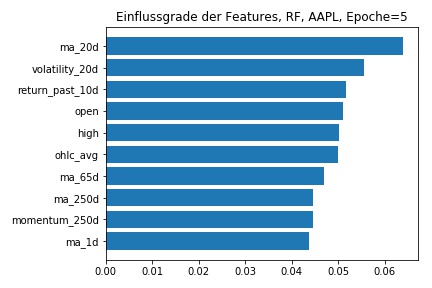 Einflussgrade der Features, RF, AAPL, Epoche=5
ma_20d
volatility_20d
return_past_10d
open
high
ohlc_avg
ma_65d
ma_250d
momentum_250d
ma_1d
0.00 0.01 0.02 0.03 0.04 0.05 0.06